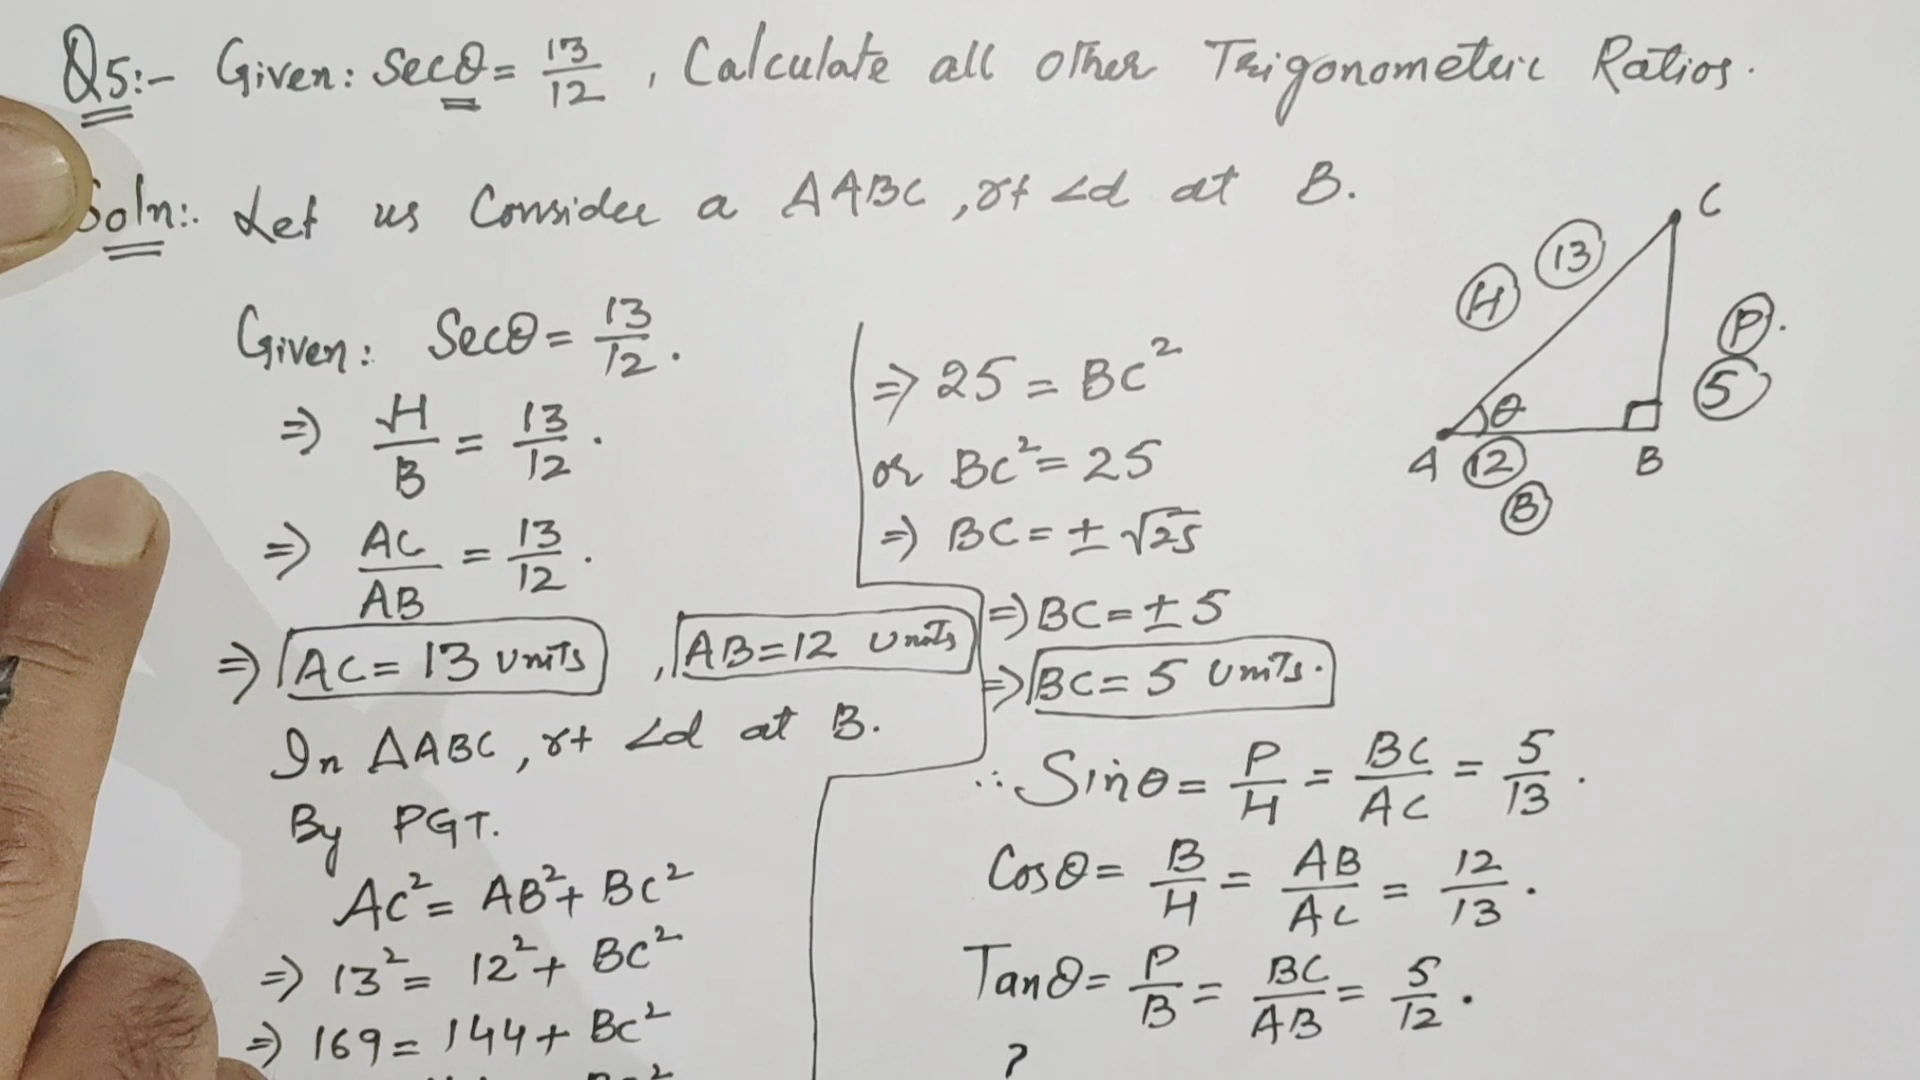 Q5:- Given: Secθ = 13/12 , Calculate all other Trigonometric Ratios.
Soln:. Let us Consider a ΔABC , rt ∠d at B.
Given: Secθ = 13/12 .
⇒ H/B = 13/12 .
⇒ AC/AB = 13/12 .
⇒ AC = 13 units , AB = 12 units
In ΔABC , rt ∠d at B.
By PGT.
AC² = AB² + BC²
⇒ 13² = 12² + BC²
⇒ 169 = 144 + BC²
⇒ 25 = BC²
or BC² = 25
⇒ BC = ± √25
⇒ BC = ± 5
⇒ BC = 5 units.
∴ Sinθ = P/H = BC/AC = 5/13 .
Cosθ = B/H = AB/AC = 12/13 .
Tanθ = P/B = BC/AB = 5/12 .
C
13
H
P.
5
θ
A 12 B
B